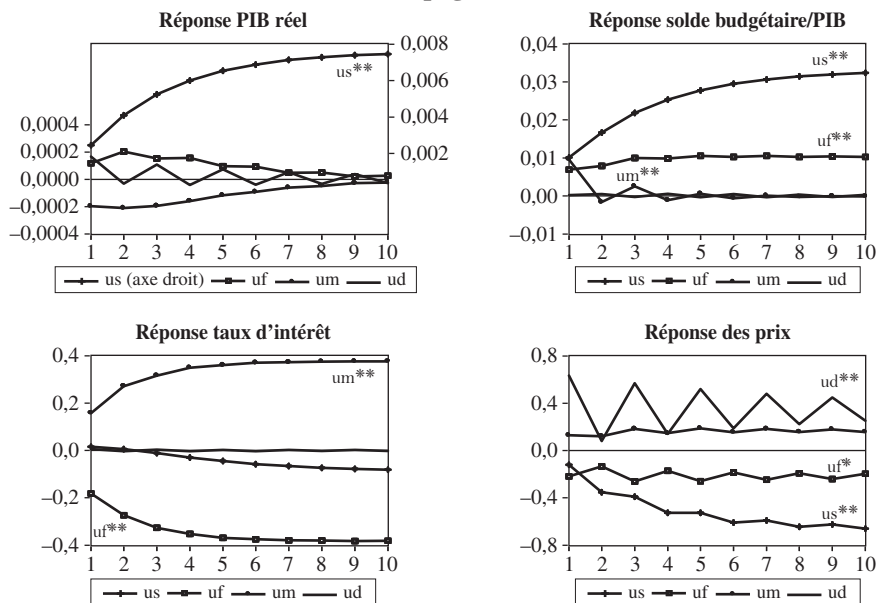 Réponse PIB réel
0,008
us**
0,006
0,0004
0,004
0,0002
0,002
0,0000
–0,0002
–0,0004
1 2 3 4 5 6 7 8 9 10
us (axe droit) uf um ud
Réponse solde budgétaire/PIB
0,04
us**
0,03
0,02
uf**
0,01
um**
0,00
–0,01
1 2 3 4 5 6 7 8 9 10
us uf um ud
Réponse taux d'intérêt
0,4
um**
0,2
0,0
–0,2
uf**
–0,4
1 2 3 4 5 6 7 8 9 10
us uf um ud
Réponse des prix
0,8
ud**
0,4
0,0
uf*
–0,4
us**
–0,8
1 2 3 4 5 6 7 8 9 10
us uf um ud